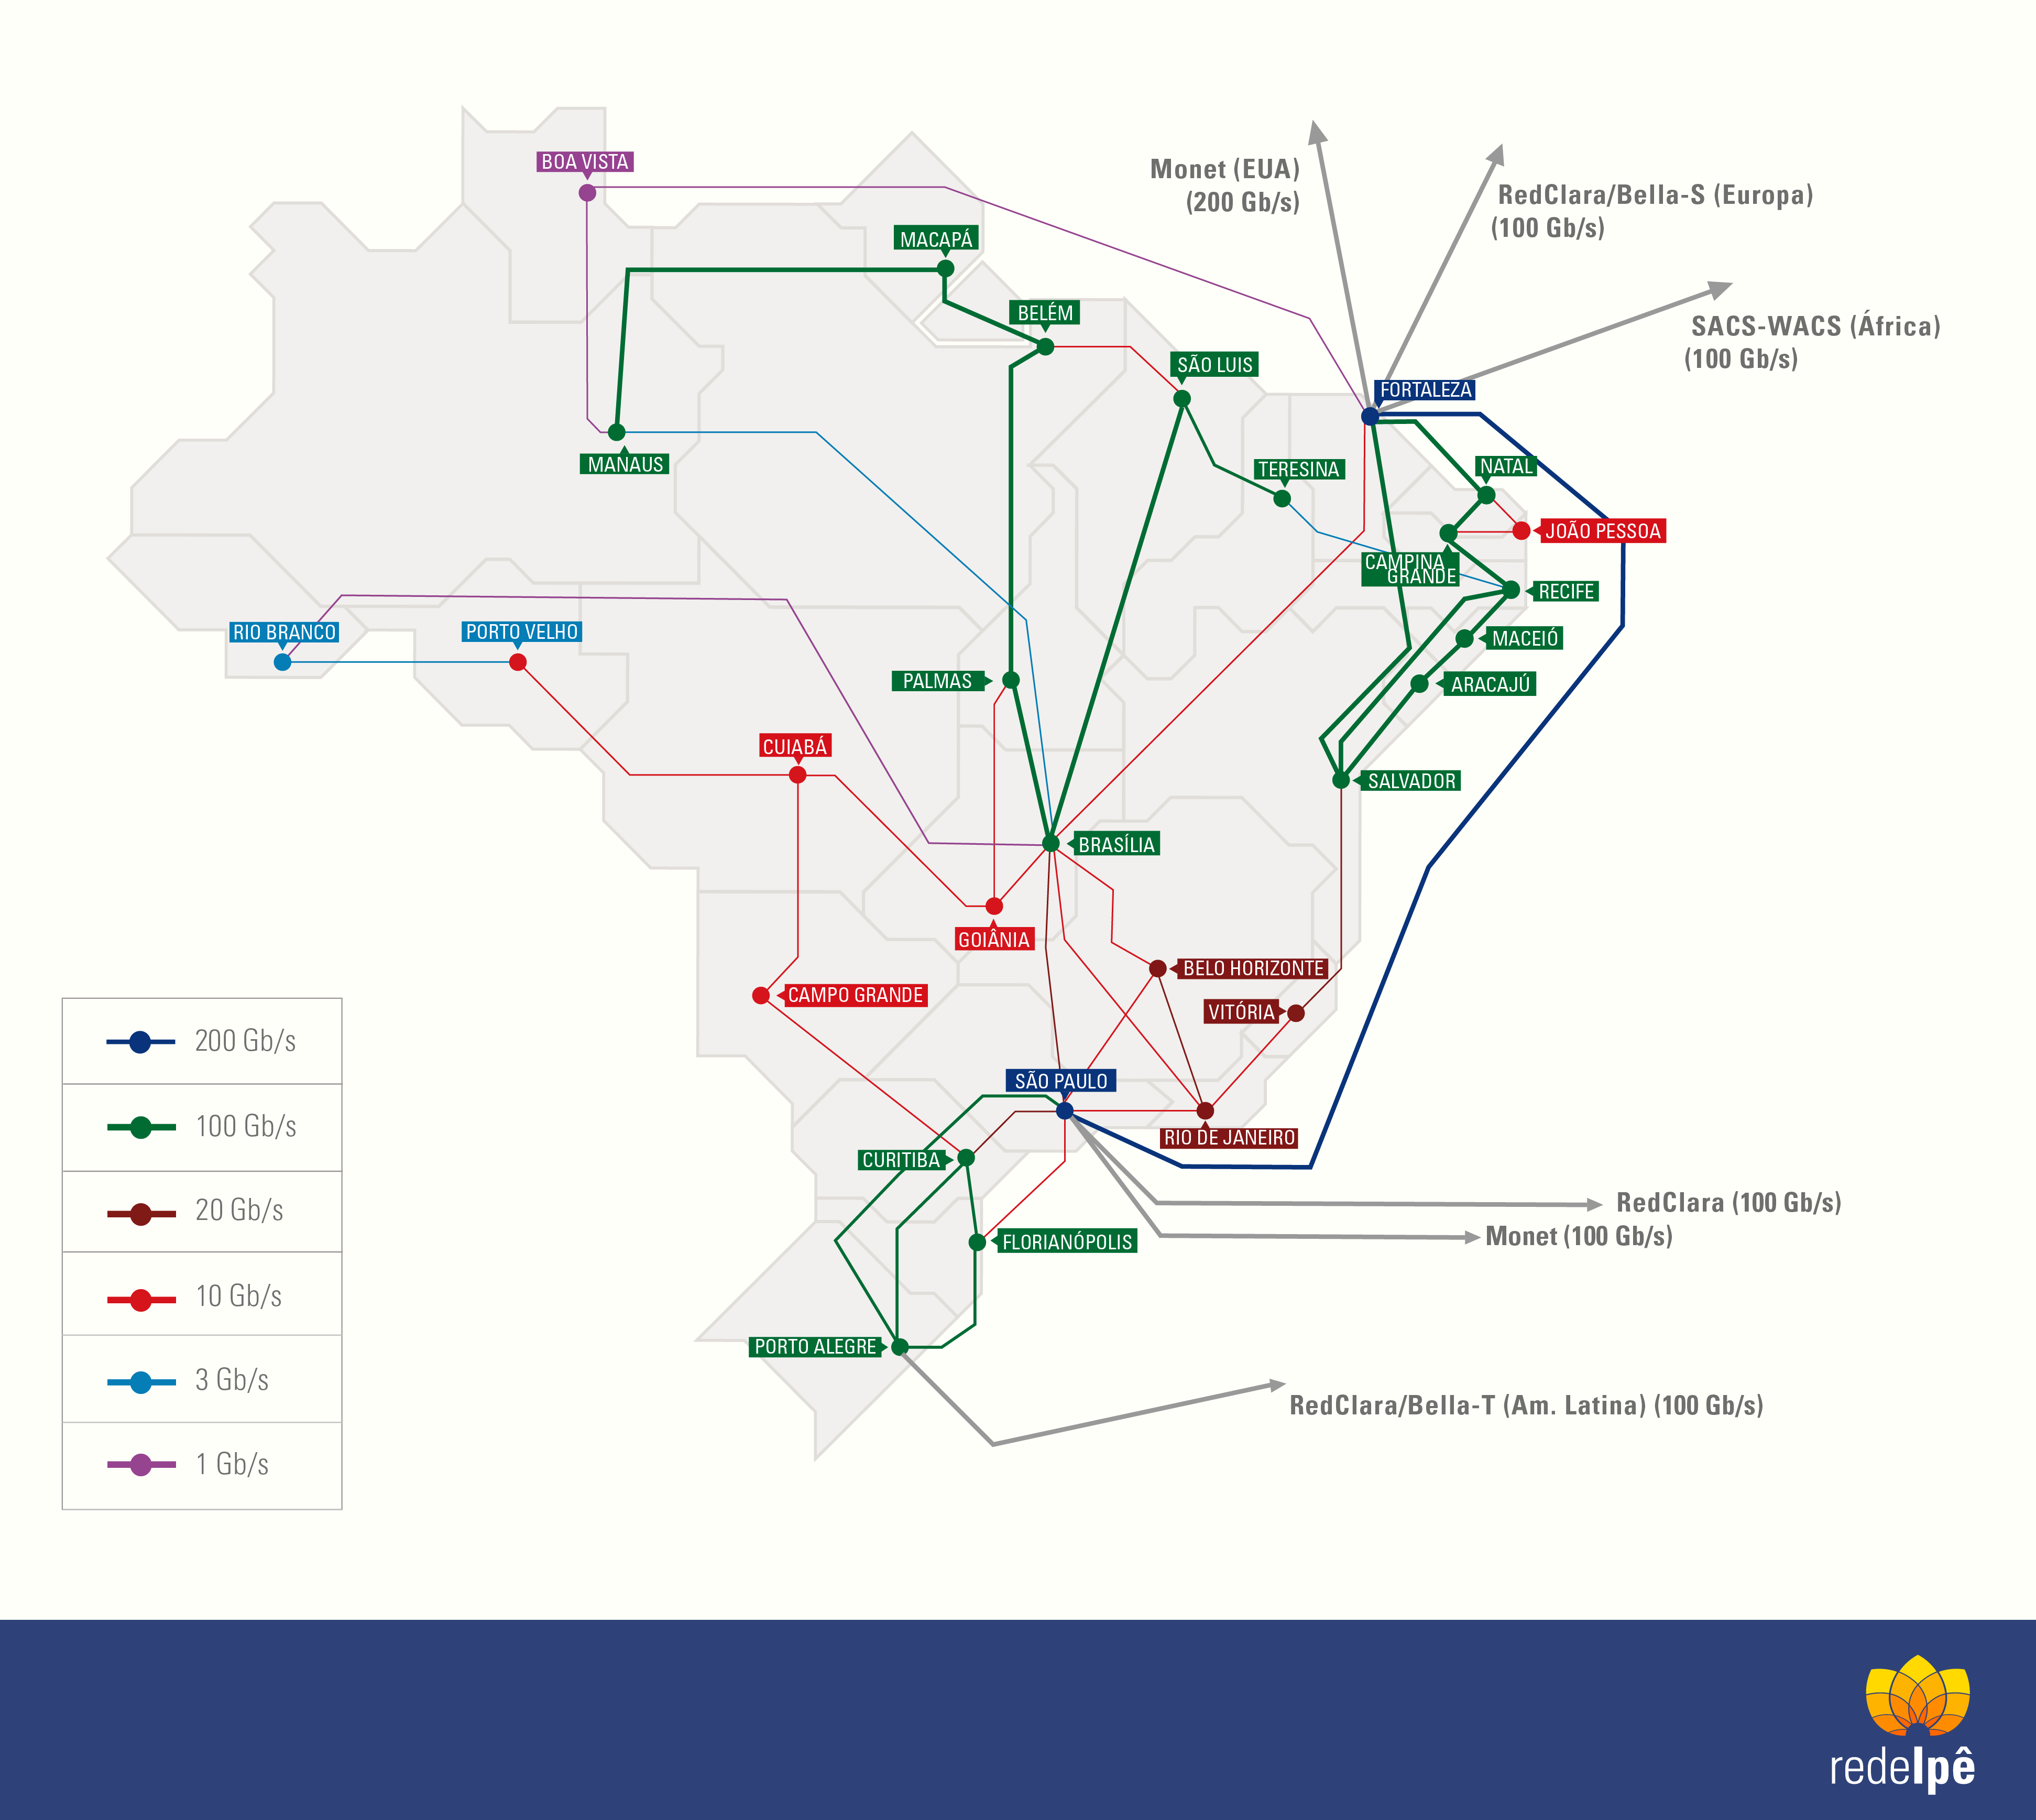 BOA VISTA
Monet (EUA)
(200 Gb/s)
RedClara/Bella-S (Europa)
(100 Gb/s)
MACAPÁ
BELÉM
SACS-WACS (África)
(100 Gb/s)
SÃO LUIS
FORTALEZA
MANAUS
TERESINA
NATAL
JOÃO PESSOA
CAMPINA
GRANDE
RECIFE
RIO BRANCO
PORTO VELHO
MACEIÓ
PALMAS
ARACAJÚ
CUIABÁ
SALVADOR
BRASÍLIA
GOIÂNIA
BELO HORIZONTE
CAMPO GRANDE
VITÓRIA
200 Gb/s
SÃO PAULO
100 Gb/s
RIO DE JANEIRO
CURITIBA
20 Gb/s
RedClara (100 Gb/s)
Monet (100 Gb/s)
FLORIANÓPOLIS
10 Gb/s
PORTO ALEGRE
3 Gb/s
RedClara/Bella-T (Am. Latina) (100 Gb/s)
1 Gb/s
redeIpê